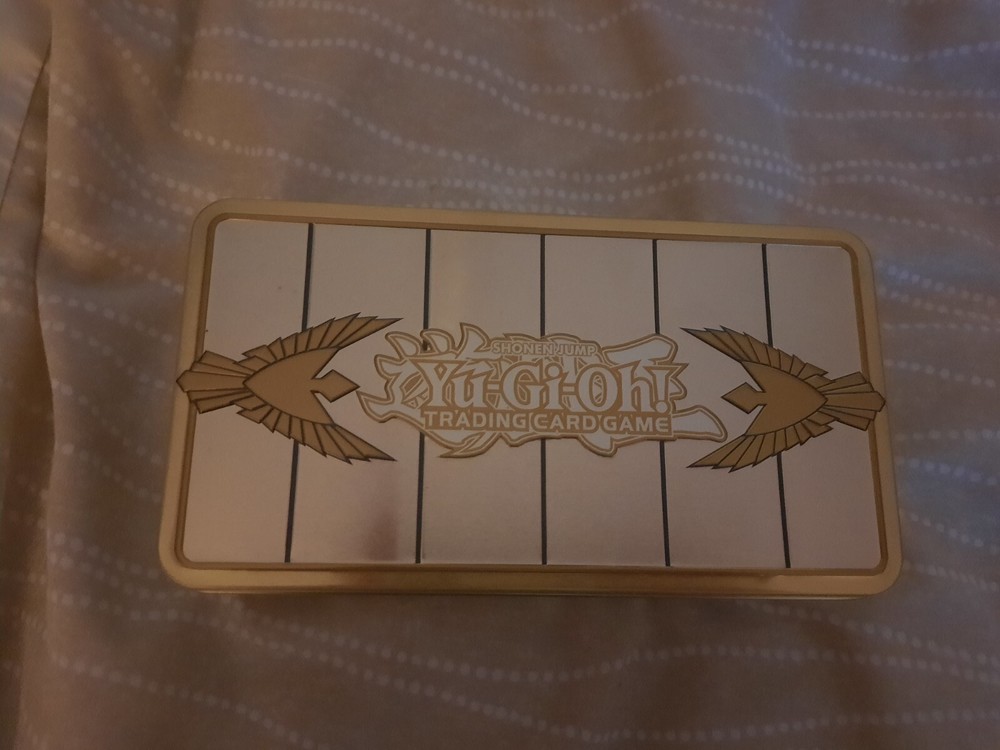 SHONEN JUMP
Yu-Gi-Oh!
TRADING CARD GAME